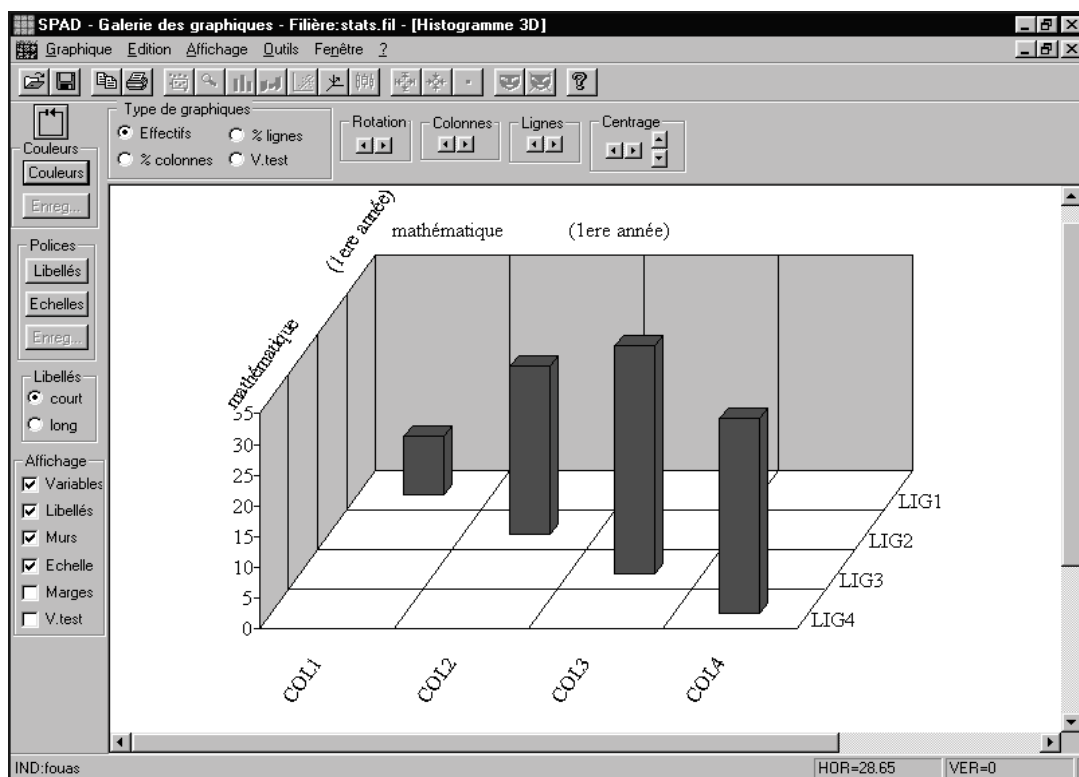 SPAD - Galerie des graphiques - Filière:stats.fil - [Histogramme 3D]
Graphique Edition Affichage Outils Fenêtre ?
Type de graphiques
Effectifs
% lignes
% colonnes
V.test
Rotation
Colonnes
Lignes
Centrage
Couleurs
Couleurs
Enreg...
Polices
Libellés
Echelles
Enreg...
Libellés
court
long
Affichage
Variables
Libellés
Murs
Echelle
Marges
V.test
mathématique (1ere année)
mathématique (1ere année)
35
30
25
20
15
10
5
0
LIG1
LIG2
LIG3
LIG4
COL1
COL2
COL3
COL4
IND:fouas
HOR=28.65
VER=0